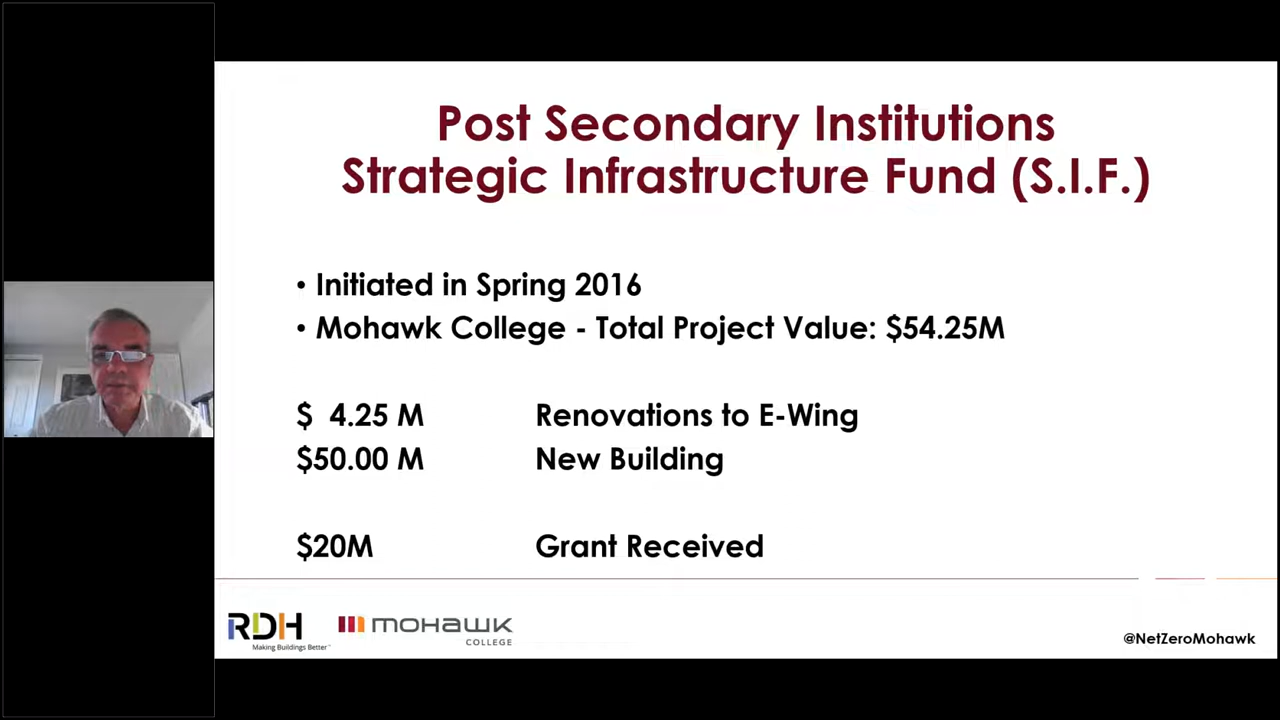 Post Secondary Institutions
Strategic Infrastructure Fund (S.I.F.)
• Initiated in Spring 2016
• Mohawk College - Total Project Value: $54.25M
$ 4.25 M Renovations to E-Wing
$50.00 M New Building
$20M Grant Received
RDH
Making Buildings Better™
mohawk
COLLEGE
@NetZeroMohawk